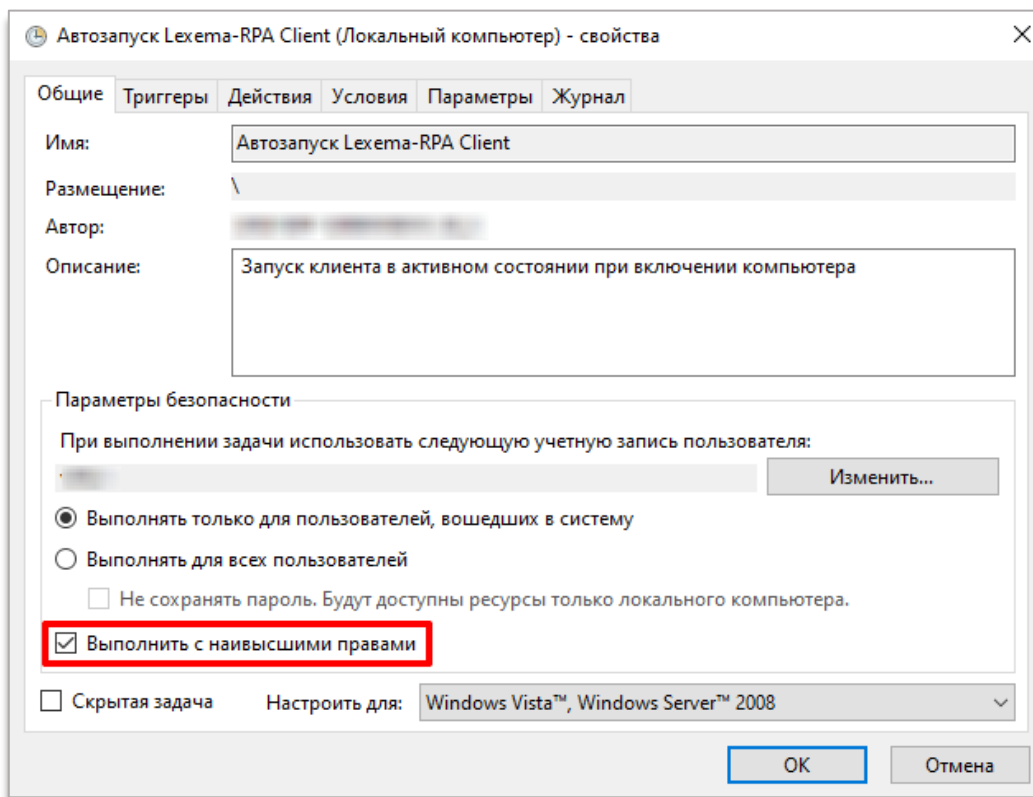 Автозапуск Lexema-RPA Client (Локальный компьютер) - свойства
Общие Триггеры Действия Условия Параметры Журнал
Имя: Автозапуск Lexema-RPA Client
Размещение: \
Автор:
Описание: Запуск клиента в активном состоянии при включении компьютера
Параметры безопасности
При выполнении задачи использовать следующую учетную запись пользователя:
Изменить...
Выполнять только для пользователей, вошедших в систему
Выполнять для всех пользователей
Не сохранять пароль. Будут доступны ресурсы только локального компьютера.
Выполнить с наивысшими правами
Скрытая задача Настроить для: Windows Vista™, Windows Server™ 2008
ОК Отмена